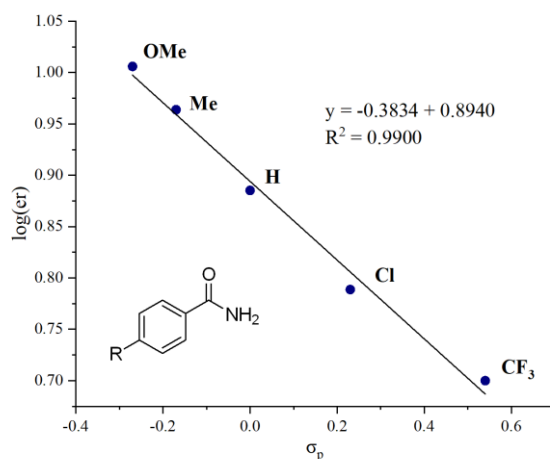 1.05
1.00
0.95
0.90
0.85
0.80
0.75
0.70
log(er)
OMe
Me
H
Cl
CF₃
y = -0.3834 + 0.8940
R² = 0.9900
O
NH₂
R
-0.4
-0.2
0.0
0.2
0.4
0.6
σₚ